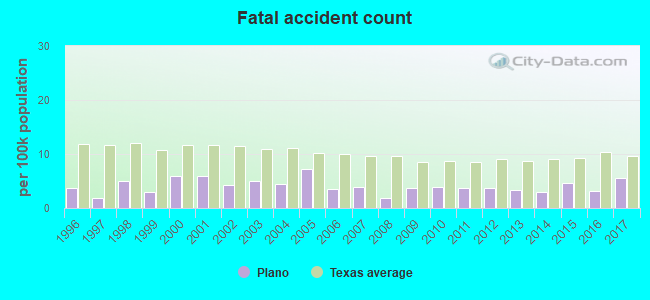 Fatal accident count
City-Data.com
per 100k population
30
20
10
0
1996 1997 1998 1999 2000 2001 2002 2003 2004 2005 2006 2007 2008 2009 2010 2011 2012 2013 2014 2015 2016 2017
Plano Texas average